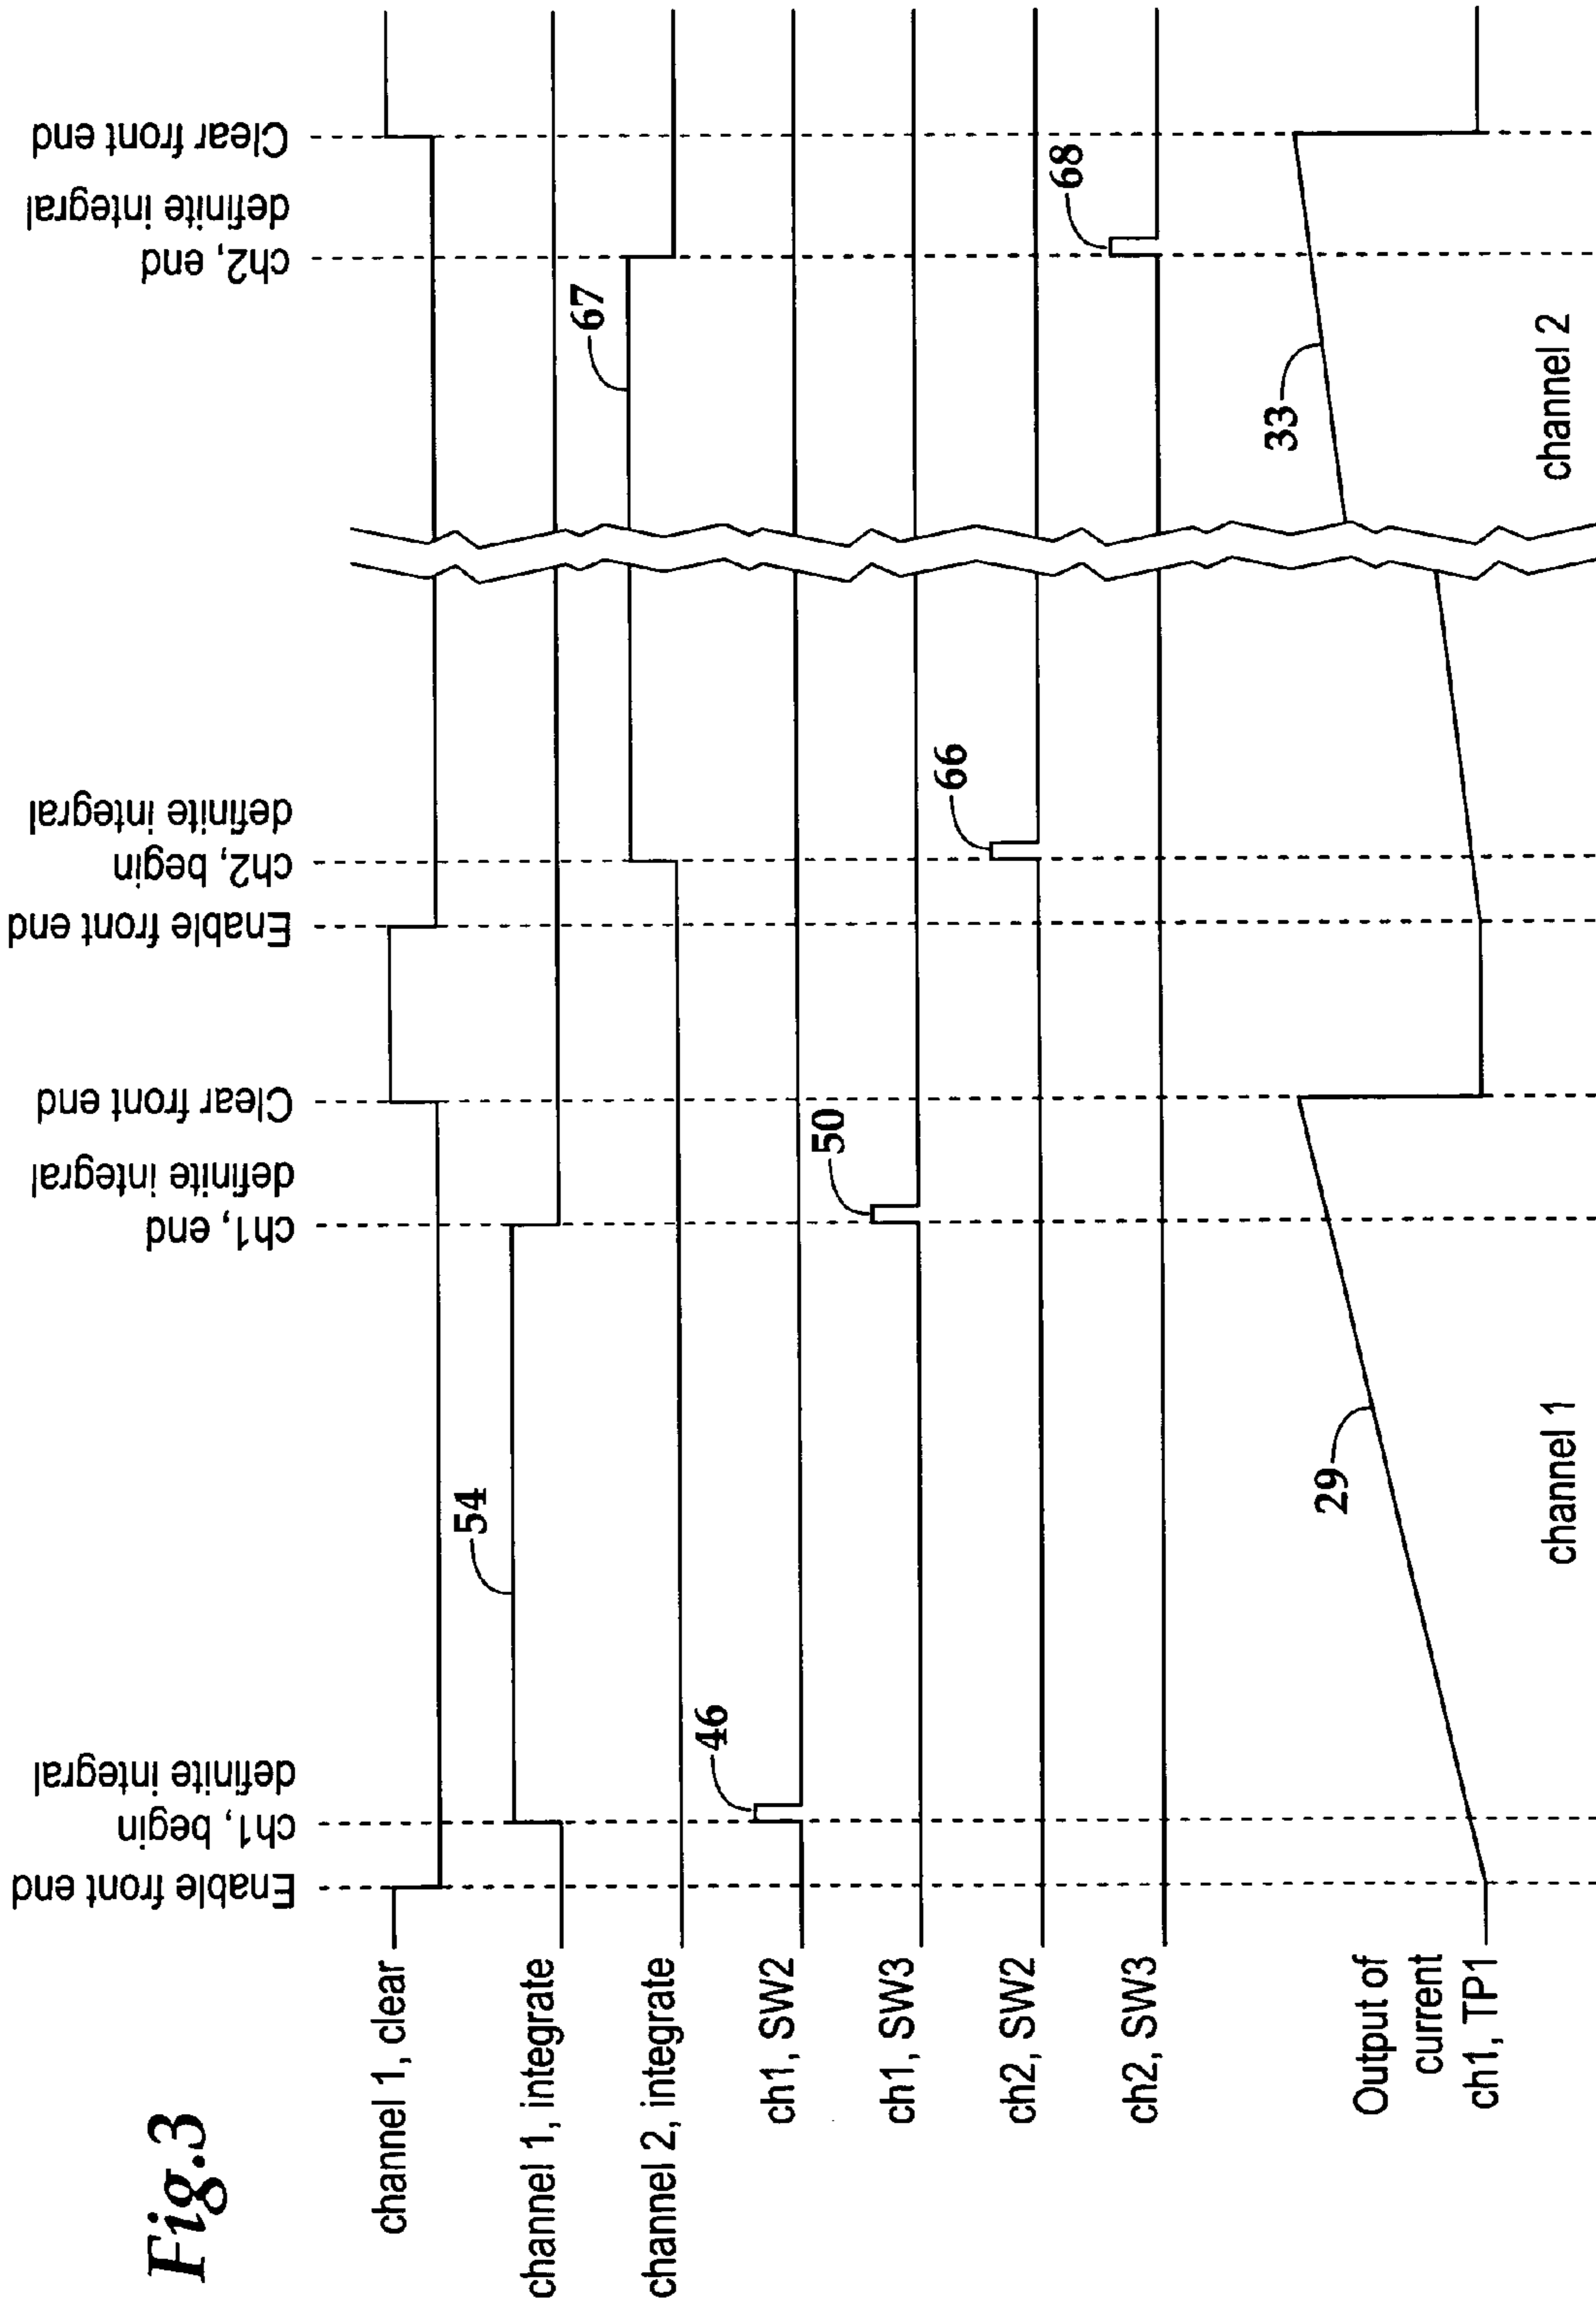 Fig.3
Enable front end
ch1, begin
definite integral
ch1, end
definite integral
Clear front end
Enable front end
ch2, begin
definite integral
ch2, end
definite integral
Clear front end
channel 1, clear
channel 1, integrate
54
channel 2, integrate
67
ch1, SW2
46
ch1, SW3
50
ch2, SW2
66
ch2, SW3
68
Output of
current
ch1, TP1
29
33
channel 1
channel 2